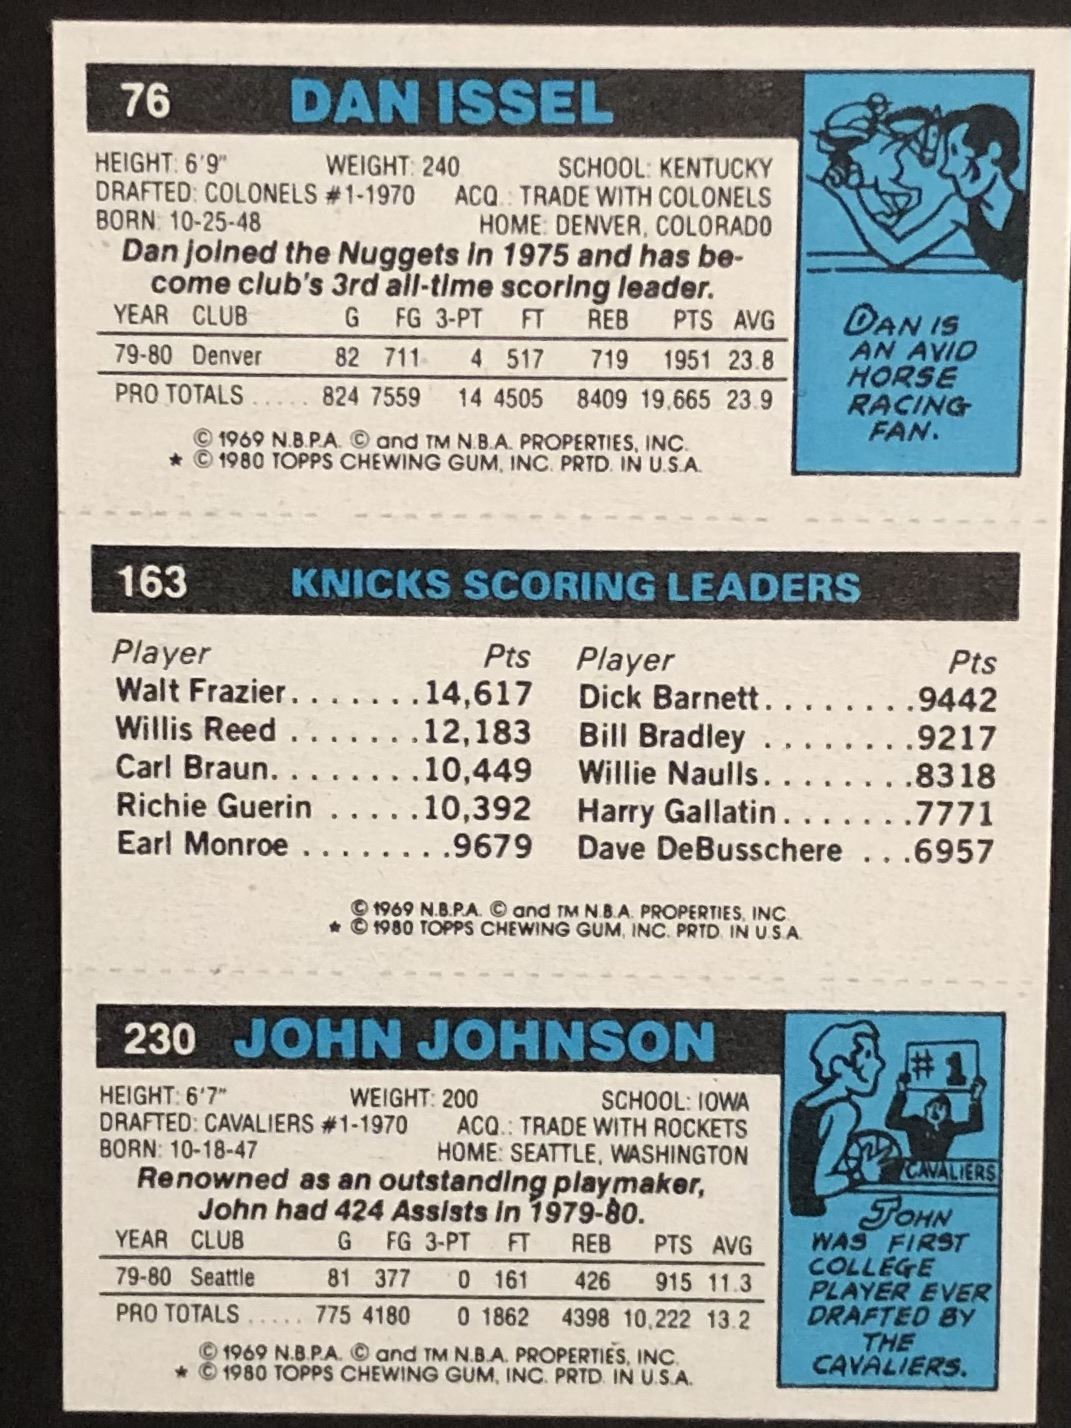 76 DAN ISSEL
HEIGHT: 6'9" WEIGHT: 240 SCHOOL: KENTUCKY
DRAFTED: COLONELS #1-1970 ACQ.: TRADE WITH COLONELS
BORN: 10-25-48 HOME: DENVER, COLORADO
Dan joined the Nuggets in 1975 and has be-
come club's 3rd all-time scoring leader.
YEAR CLUB G FG 3-PT FT REB PTS AVG
79-80 Denver 82 711 4 517 719 1951 23.8
PRO TOTALS ..... 824 7559 14 4505 8409 19,665 23.9
© 1969 N.B.P.A. © and TM N.B.A. PROPERTIES, INC.
★ © 1980 TOPPS CHEWING GUM, INC. PRTD. IN U.S.A.
DAN IS
AN AVID
HORSE
RACING
FAN.
163 KNICKS SCORING LEADERS
Player Pts Player Pts
Walt Frazier.......14,617 Dick Barnett........9442
Willis Reed .......12,183 Bill Bradley ........9217
Carl Braun........10,449 Willie Naulls........8318
Richie Guerin .....10,392 Harry Gallatin.......7771
Earl Monroe ........9679 Dave DeBusschere ...6957
© 1969 N.B.P.A. © and TM N.B.A. PROPERTIES, INC.
★ © 1980 TOPPS CHEWING GUM, INC. PRTD. IN U.S.A.
230 JOHN JOHNSON
HEIGHT: 6'7" WEIGHT: 200 SCHOOL: IOWA
DRAFTED: CAVALIERS #1-1970 ACQ.: TRADE WITH ROCKETS
BORN: 10-18-47 HOME: SEATTLE, WASHINGTON
Renowned as an outstanding playmaker,
John had 424 Assists in 1979-80.
YEAR CLUB G FG 3-PT FT REB PTS AVG
79-80 Seattle 81 377 0 161 426 915 11.3
PRO TOTALS ..... 775 4180 0 1862 4398 10,222 13.2
© 1969 N.B.P.A. © and TM N.B.A. PROPERTIES, INC.
★ © 1980 TOPPS CHEWING GUM, INC. PRTD. IN U.S.A.
#1
CAVALIERS
JOHN
WAS FIRST
COLLEGE
PLAYER EVER
DRAFTED BY
THE
CAVALIERS.